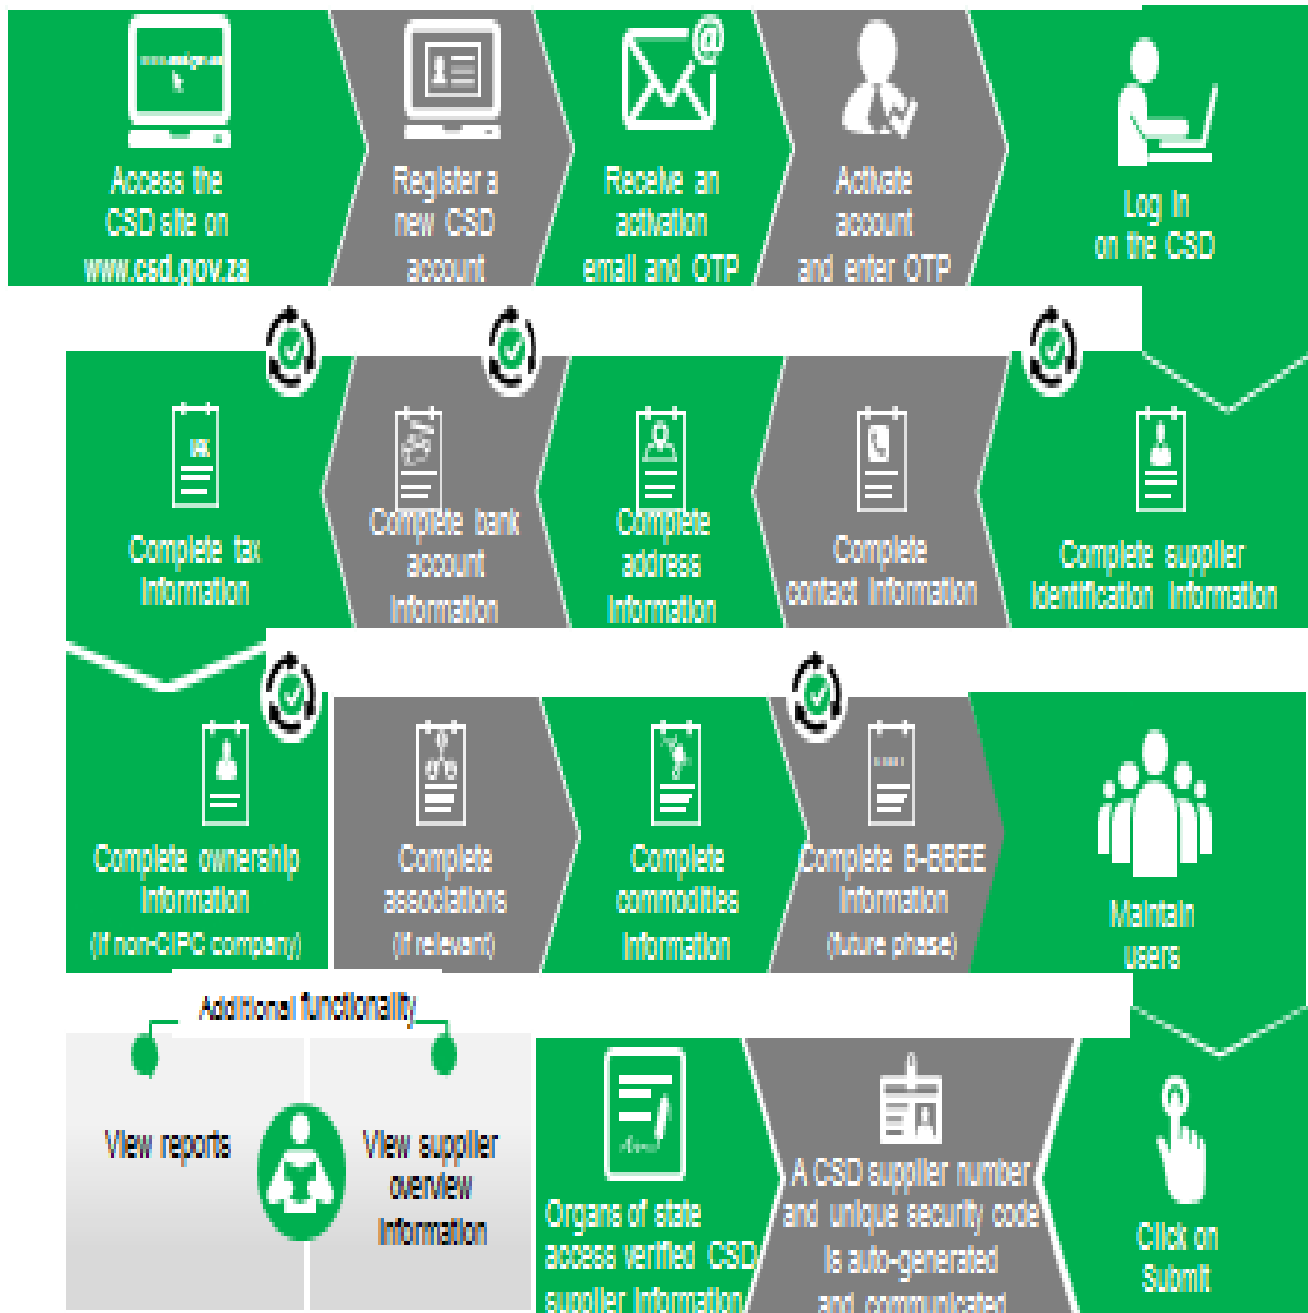 Access the
CSD site on
www.csd.gov.za
Register a
new CSD
account
Receive an
activation
email and OTP
Activate
account
and enter OTP
Log in
on the CSD
Complete tax
Information
Complete bank
account
Information
Complete
address
Information
Complete
contact Information
Complete supplier
Identification Information
Complete ownership
Information
(If non-CIPC company)
Complete
associations
(If relevant)
Complete
commodities
Information
Complete B-BBEE
Information
(future phase)
Maintain
users
Additional functionality
View reports
View supplier
overview
Information
Organs of state
access verified CSD
supplier Information
A CSD supplier number
and unique security code
is auto-generated
and communicated
Click on
Submit